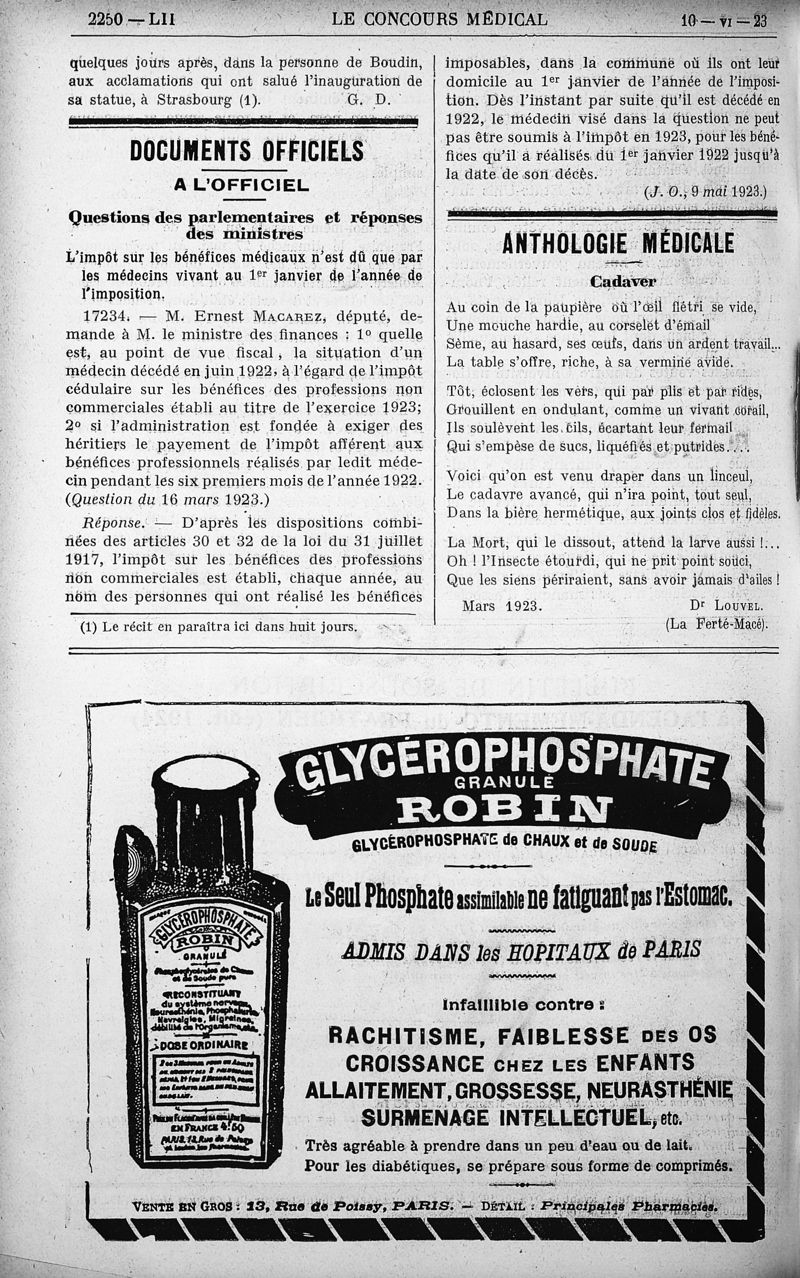 2250 — LII
LE CONCOURS MÉDICAL
10 — VI — 23
quelques jours après, dans la personne de Boudin,
aux acclamations qui ont salué l'inauguration de
sa statue, à Strasbourg (1). G. D.
DOCUMENTS OFFICIELS
A L'OFFICIEL
Questions des parlementaires et réponses
des ministres
L'impôt sur les bénéfices médicaux n'est dû que par
les médecins vivant au 1er janvier de l'année de
l'imposition.
17234. — M. Ernest MACAREZ, député, de-
mande à M. le ministre des finances : 1º quelle
est, au point de vue fiscal, la situation d'un
médecin décédé en juin 1922, à l'égard de l'impôt
cédulaire sur les bénéfices des professions non
commerciales établi au titre de l'exercice 1923;
2º si l'administration est fondée à exiger des
héritiers le payement de l'impôt afférent aux
bénéfices professionnels réalisés par ledit méde-
cin pendant les six premiers mois de l'année 1922.
(Question du 16 mars 1923.)
Réponse. — D'après les dispositions combi-
nées des articles 30 et 32 de la loi du 31 juillet
1917, l'impôt sur les bénéfices des professions
non commerciales est établi, chaque année, au
nom des personnes qui ont réalisé les bénéfices
(1) Le récit en paraîtra ici dans huit jours.
imposables, dans la commune où ils ont leur
domicile au 1er janvier de l'année de l'imposi-
tion. Dès l'instant par suite qu'il est décédé en
1922, le médecin visé dans la question ne peut
pas être soumis à l'impôt en 1923, pour les béné-
fices qu'il a réalisés du 1er janvier 1922 jusqu'à
la date de son décès.
(J. O., 9 mai 1923.)
ANTHOLOGIE MÉDICALE
Cadaver
Au coin de la paupière où l'œil flétri se vide,
Une mouche hardie, au corselet d'émail
Sème, au hasard, ses œufs, dans un ardent travail...
La table s'offre, riche, à sa vermine avide.
Tôt, éclosent les vers, qui par plis et par rides,
Grouillent en ondulant, comme un vivant corail,
Ils soulèvent les cils, écartant leur fermail
Qui s'empèse de sucs, liquéfiés et putrides....
Voici qu'on est venu draper dans un linceul,
Le cadavre avancé, qui n'ira point, tout seul,
Dans la bière hermétique, aux joints clos et fidèles.
La Mort, qui le dissout, attend la larve aussi !...
Oh ! l'Insecte étourdi, qui ne prit point souci,
Que les siens périraient, sans avoir jamais d'ailes !
Mars 1923. Dr LOUVEL.
(La Ferté-Macé).
GLYCÉROPHOSPHATE
GRANULÉ
ROBIN
GLYCÉROPHOSPHATE de CHAUX et de SOUDE
Le Seul Phosphate assimilable ne fatiguant pas l'Estomac.
ADMIS DANS les HOPITAUX de PARIS
Infaillible contre :
RACHITISME, FAIBLESSE DES OS
CROISSANCE CHEZ LES ENFANTS
ALLAITEMENT, GROSSESSE, NEURASTHÉNIE
SURMENAGE INTELLECTUEL, etc.
Très agréable à prendre dans un peu d'eau ou de lait.
Pour les diabétiques, se prépare sous forme de comprimés.
GLYCÉROPHOSPHATE
ROBIN
GRANULÉ
RECONSTITUANT
du système nerveux
Neurasthénie, Phosphaturie
Nevralgies, Migraines,
débilité de l'organisme, etc.
DOSE ORDINAIRE
EN FRANCE 4.50
PARIS, 13, Rue de Poissy
VENTE EN GROS : 13, Rue de Poissy, PARIS. — DÉTAIL : Principales Pharmacies.